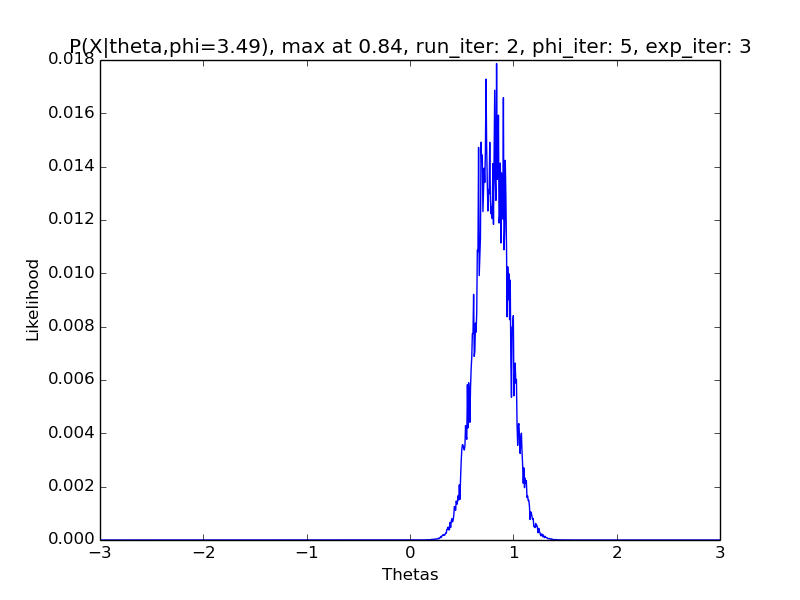 P(X|theta,phi=3.49), max at 0.84, run_iter: 2, phi_iter: 5, exp_iter: 3
0.018
0.016
0.014
0.012
0.010
0.008
0.006
0.004
0.002
0.000
Likelihood
−3 −2 −1 0 1 2 3
Thetas